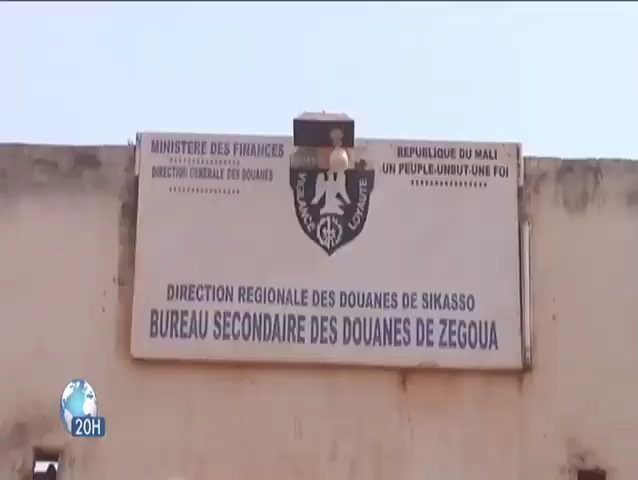 MINISTERE DES FINANCES
DIRECTION GENERALE DES DOUANES
REPUBLIQUE DU MALI
UN PEUPLE-UNBUT-UNE FOI
VIGILANCE LOYAUTE
DIRECTION REGIONALE DES DOUANES DE SIKASSO
BUREAU SECONDAIRE DES DOUANES DE ZEGOUA
20H